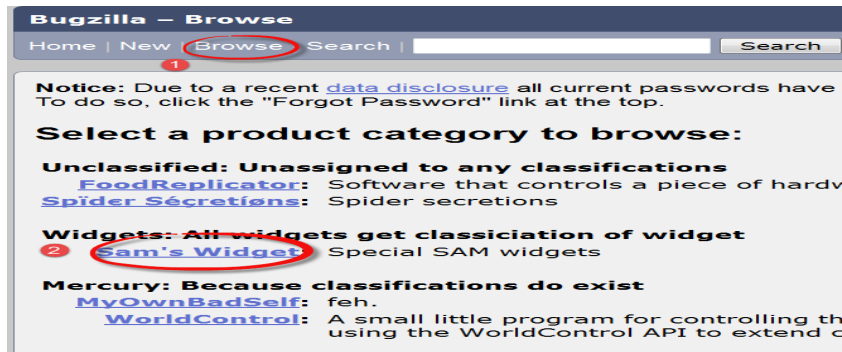 Bugzilla – Browse
Home | New | Browse Search | Search
1
Notice: Due to a recent data disclosure all current passwords have
To do so, click the "Forgot Password" link at the top.
Select a product category to browse:
Unclassified: Unassigned to any classifications
FoodReplicator: Software that controls a piece of
Spïdєr Séçretíøns: Spider secretions
Widgets: All widgets get classiciation of widget
2 Sam's Widget Special SAM widgets
Mercury: Because classifications do exist
MyOwnBadSelf: feh.
WorldControl: A small little program for controlling
using the WorldControl API to extend